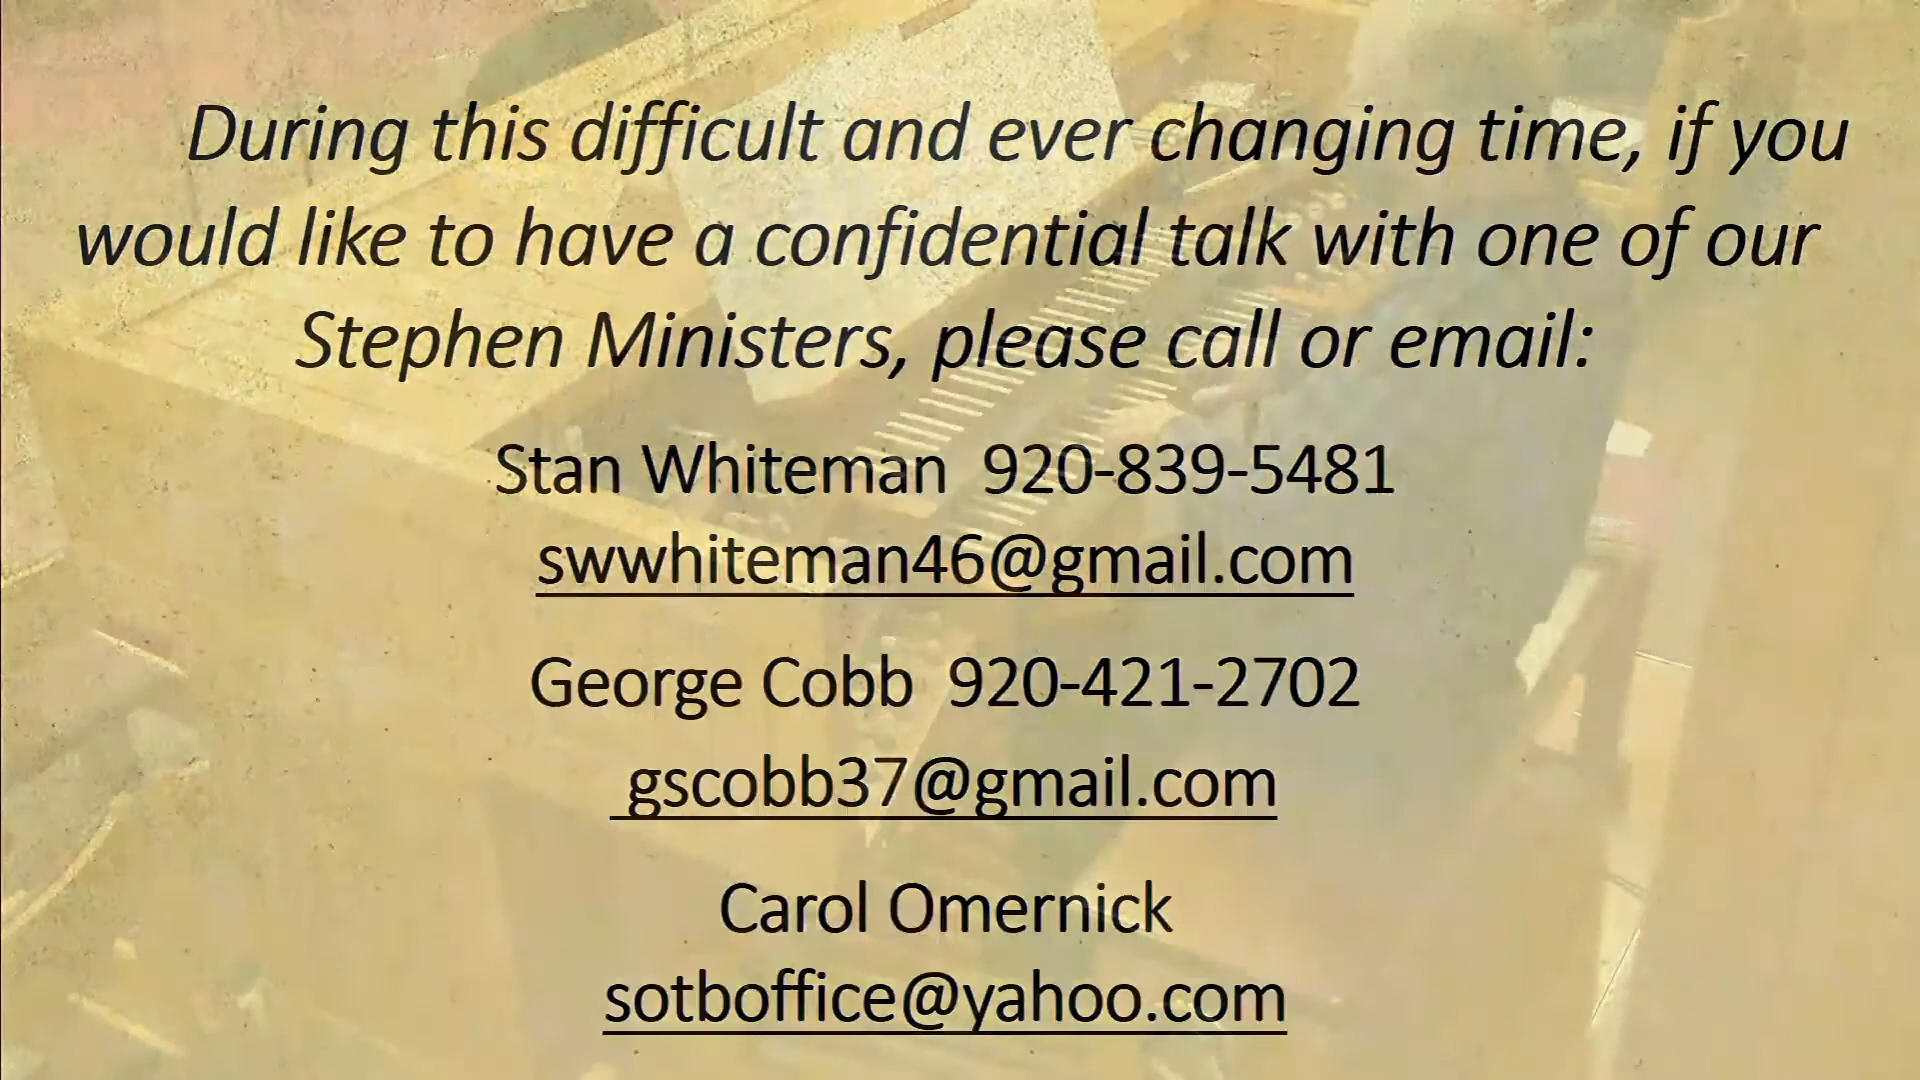 During this difficult and ever changing time, if you
would like to have a confidential talk with one of our
Stephen Ministers, please call or email:
Stan Whiteman 920-839-5481
swwhiteman46@gmail.com
George Cobb 920-421-2702
gscobb37@gmail.com
Carol Omernick
sotboffice@yahoo.com